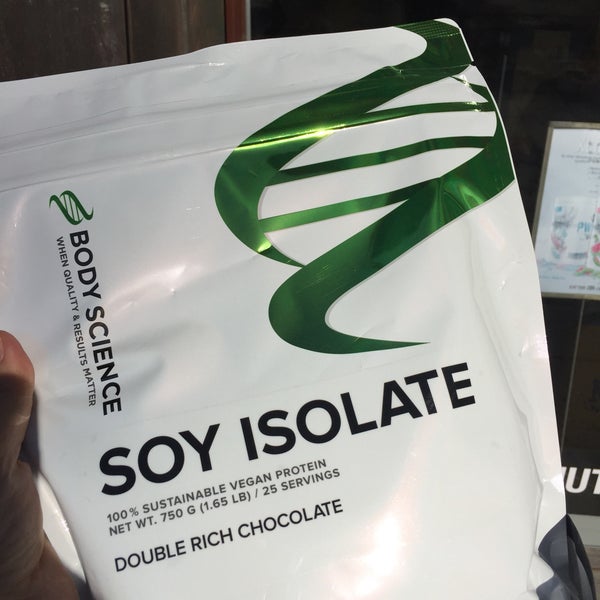 BODY SCIENCE
WHEN QUALITY & RESULTS MATTER
SOY ISOLATE
100% SUSTAINABLE VEGAN PROTEIN
NET WT. 750 G (1.65 LB) / 25 SERVINGS
DOUBLE RICH CHOCOLATE